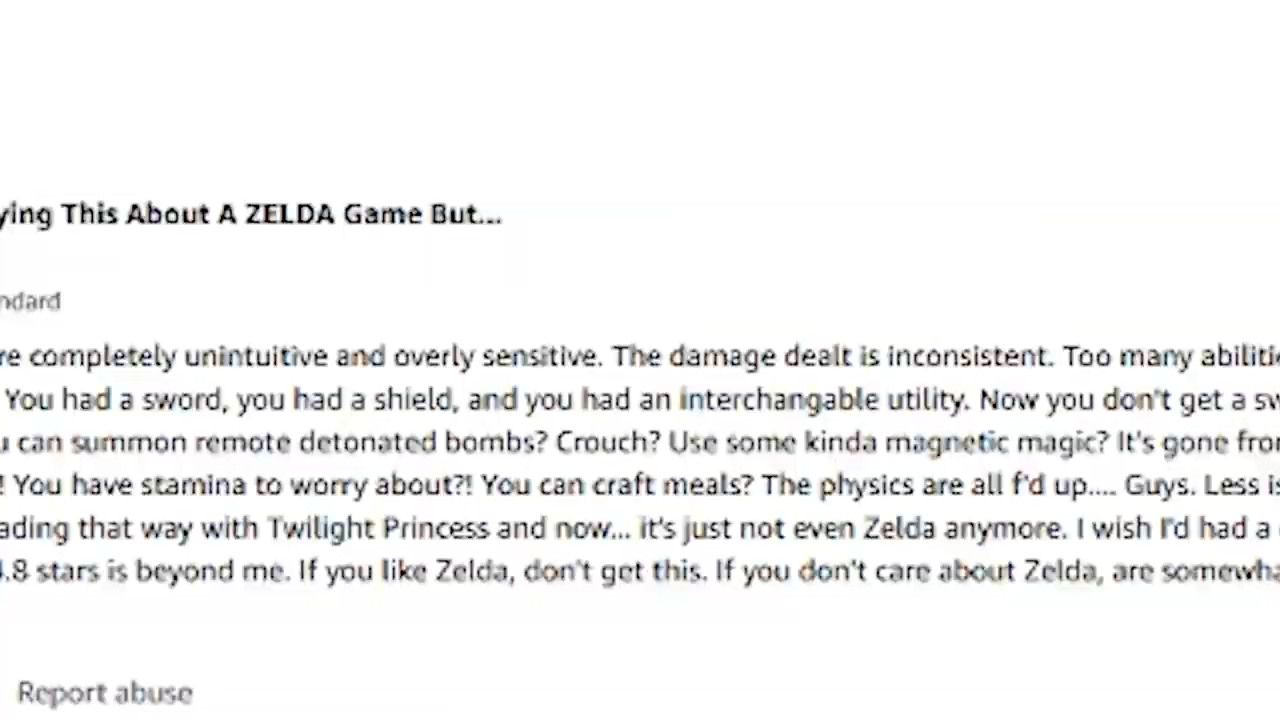 ying This About A ZELDA Game But...
ndard
re completely unintuitive and overly sensitive. The damage dealt is inconsistent. Too many abilitie
You had a sword, you had a shield, and you had an interchangable utility. Now you don't get a sw
u can summon remote detonated bombs? Crouch? Use some kinda magnetic magic? It's gone fro
! You have stamina to worry about?! You can craft meals? The physics are all f'd up.... Guys. Less is
ading that way with Twilight Princess and now... it's just not even Zelda anymore. I wish I'd had a
4.8 stars is beyond me. If you like Zelda, don't get this. If you don't care about Zelda, are somewha
Report abuse